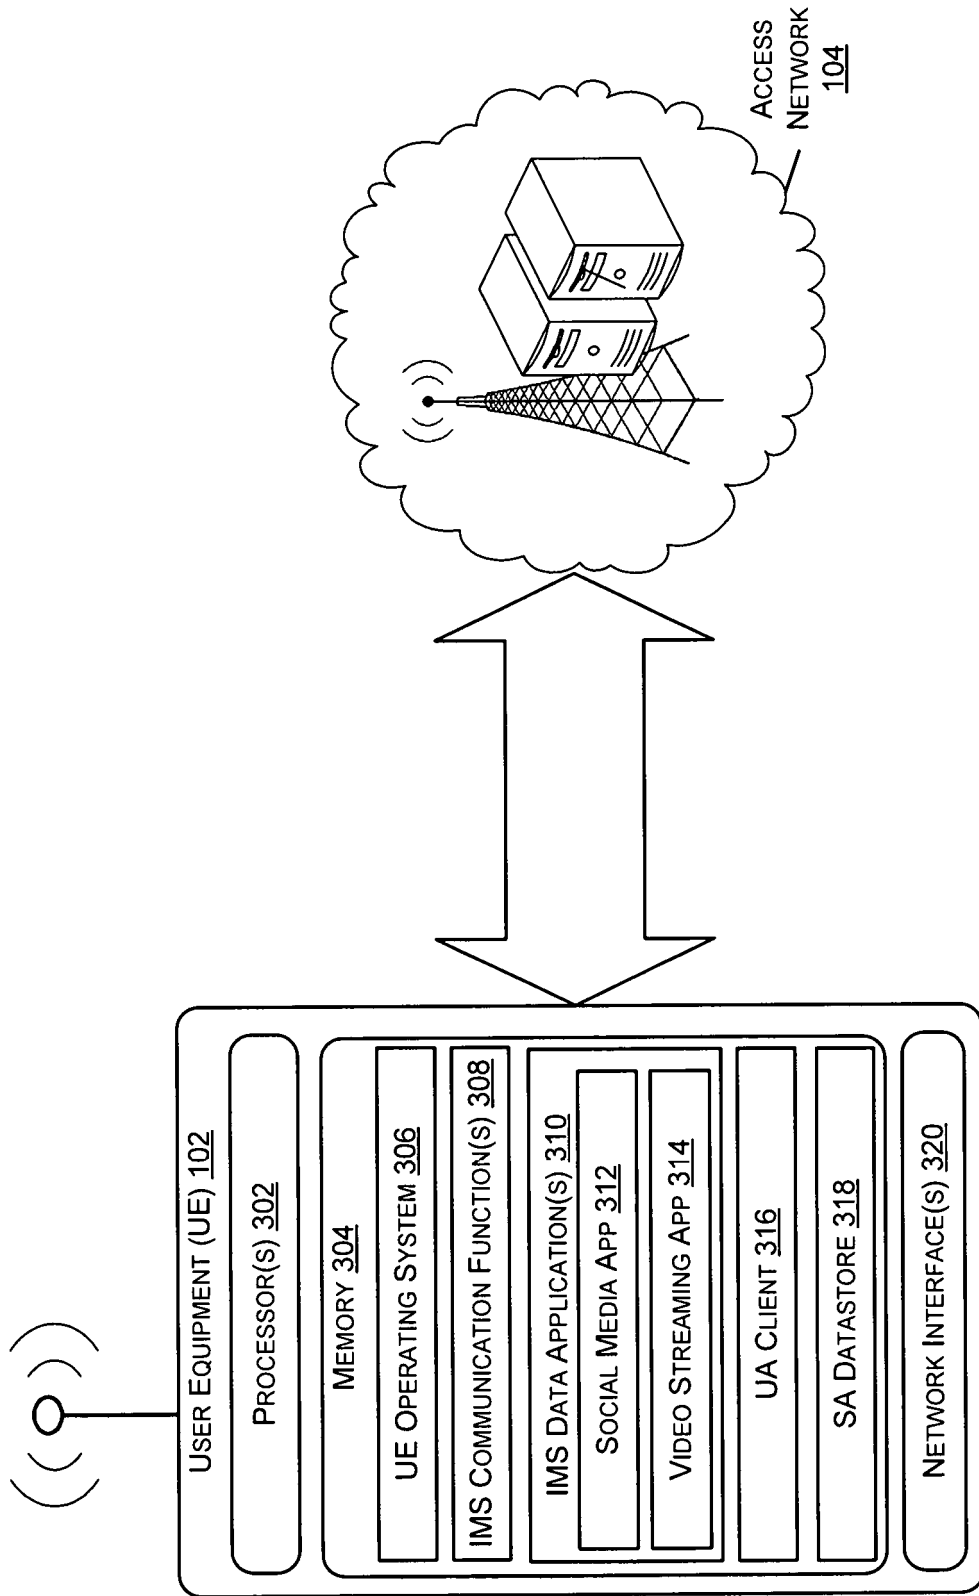 USER EQUIPMENT (UE) 102
PROCESSOR(S) 302
MEMORY 304
UE OPERATING SYSTEM 306
IMS COMMUNICATION FUNCTION(S) 308
IMS DATA APPLICATION(S) 310
SOCIAL MEDIA APP 312
VIDEO STREAMING APP 314
UA CLIENT 316
SA DATASTORE 318
NETWORK INTERFACE(S) 320
ACCESS
NETWORK
104